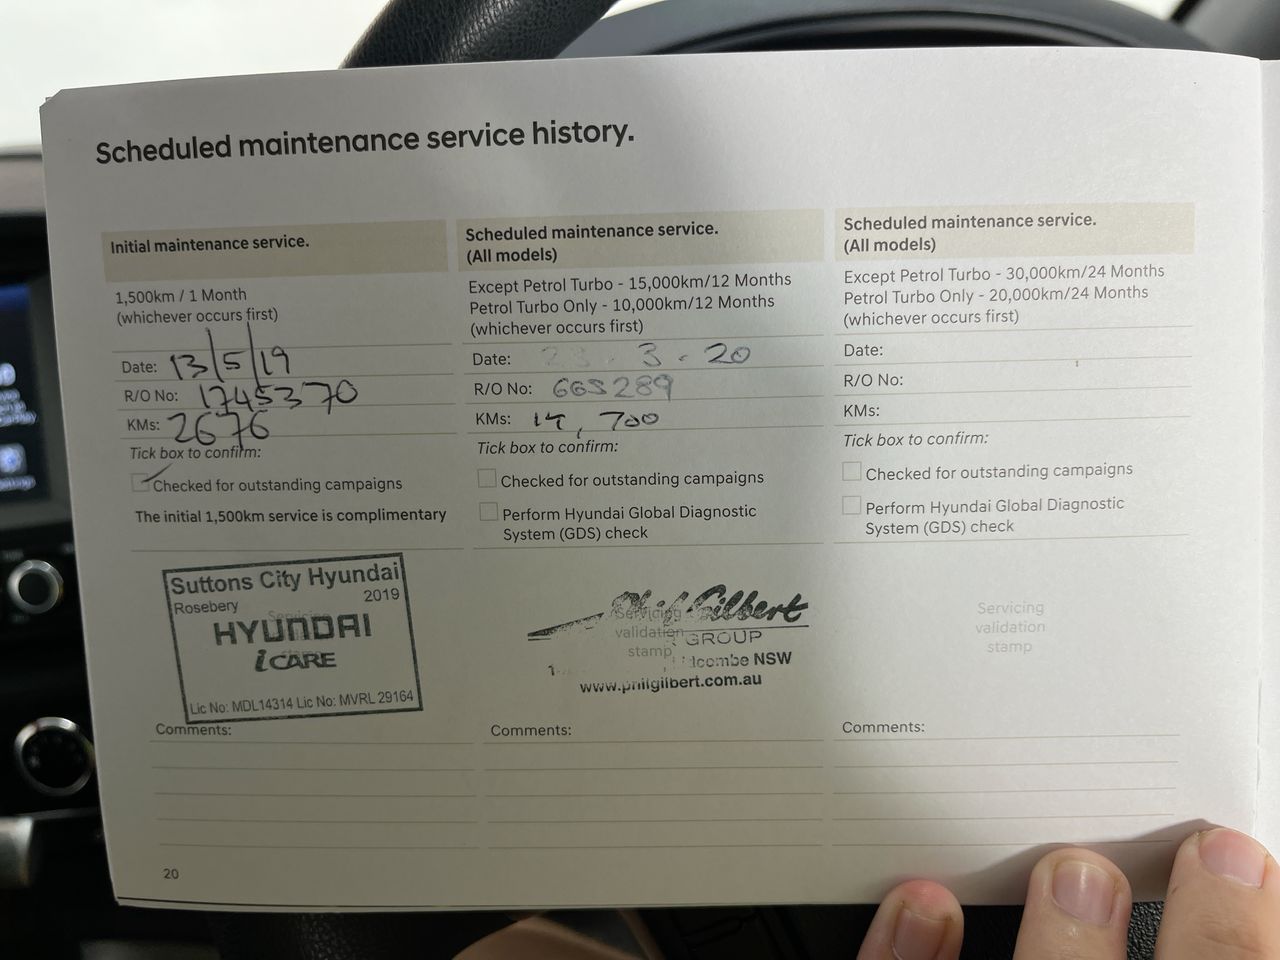 Scheduled maintenance service history.
Initial maintenance service.
1,500km / 1 Month
(whichever occurs first)
Date: 13/5/19
R/O No: 1745370
KMs: 2676
Tick box to confirm:
Checked for outstanding campaigns
The initial 1,500km service is complimentary
Suttons City Hyundai
Rosebery 2019
Servicing
HYUNDAI
iCARE
Lic No: MDL14314 Lic No: MVRL 29164
Comments:
Scheduled maintenance service.
(All models)
Except Petrol Turbo - 15,000km/12 Months
Petrol Turbo Only - 10,000km/12 Months
(whichever occurs first)
Date: 23.3.20
R/O No: 665289
KMs: 14,700
Tick box to confirm:
Checked for outstanding campaigns
Perform Hyundai Global Diagnostic
System (GDS) check
Phil Gilbert
Servicing
validation
GROUP
stamp
NSW
www.philgilbert.com.au
Comments:
Scheduled maintenance service.
(All models)
Except Petrol Turbo - 30,000km/24 Months
Petrol Turbo Only - 20,000km/24 Months
(whichever occurs first)
Date:
R/O No:
KMs:
Tick box to confirm:
Checked for outstanding campaigns
Perform Hyundai Global Diagnostic
System (GDS) check
Servicing
validation
stamp
Comments:
20